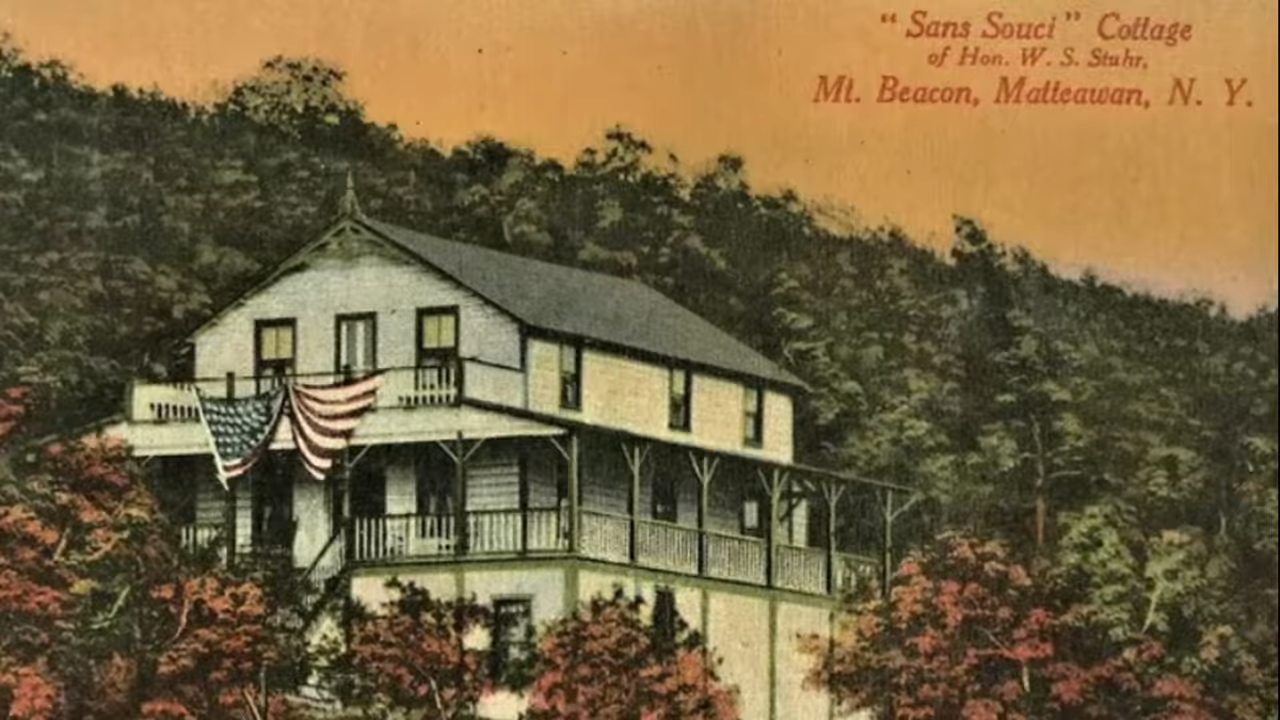 “Sans Souci” Cottage
of Hon. W. S. Stuhr,
Mt. Beacon, Matteawan, N. Y.